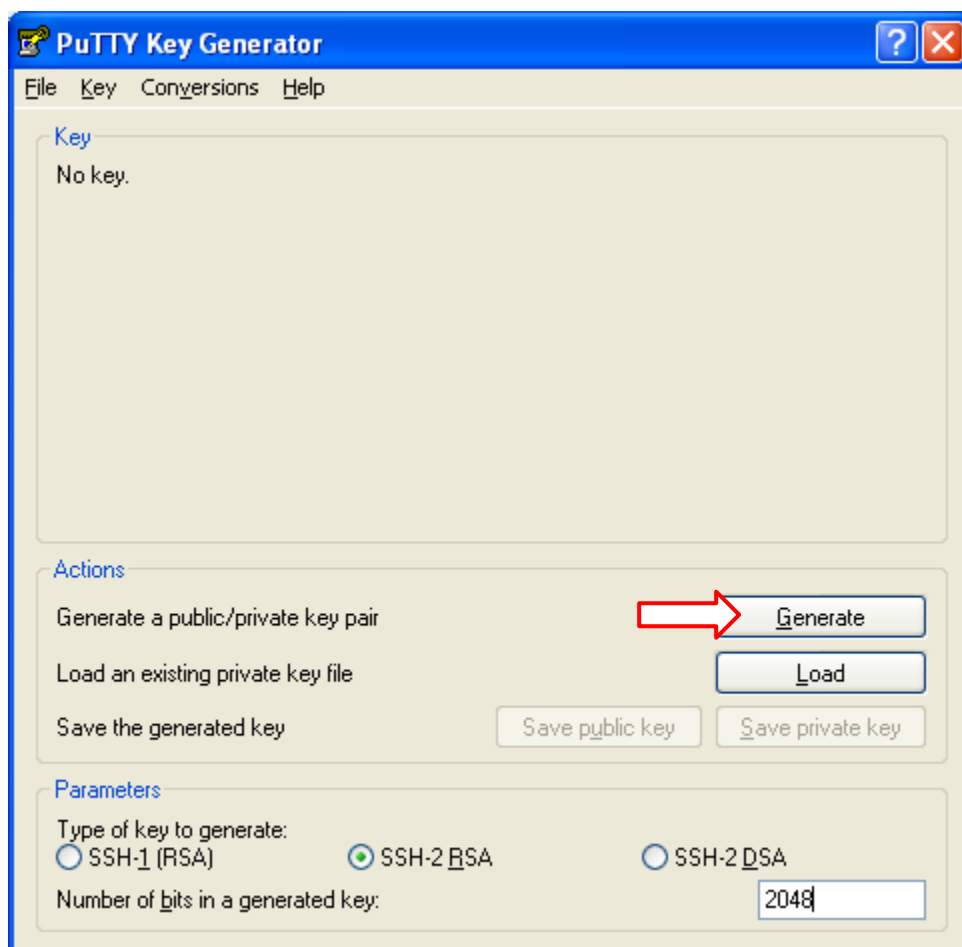 PuTTY Key Generator
File Key Conversions Help
Key
No key.
Actions
Generate a public/private key pair Generate
Load an existing private key file Load
Save the generated key Save public key Save private key
Parameters
Type of key to generate:
SSH-1 (RSA) SSH-2 RSA SSH-2 DSA
Number of bits in a generated key: 2048